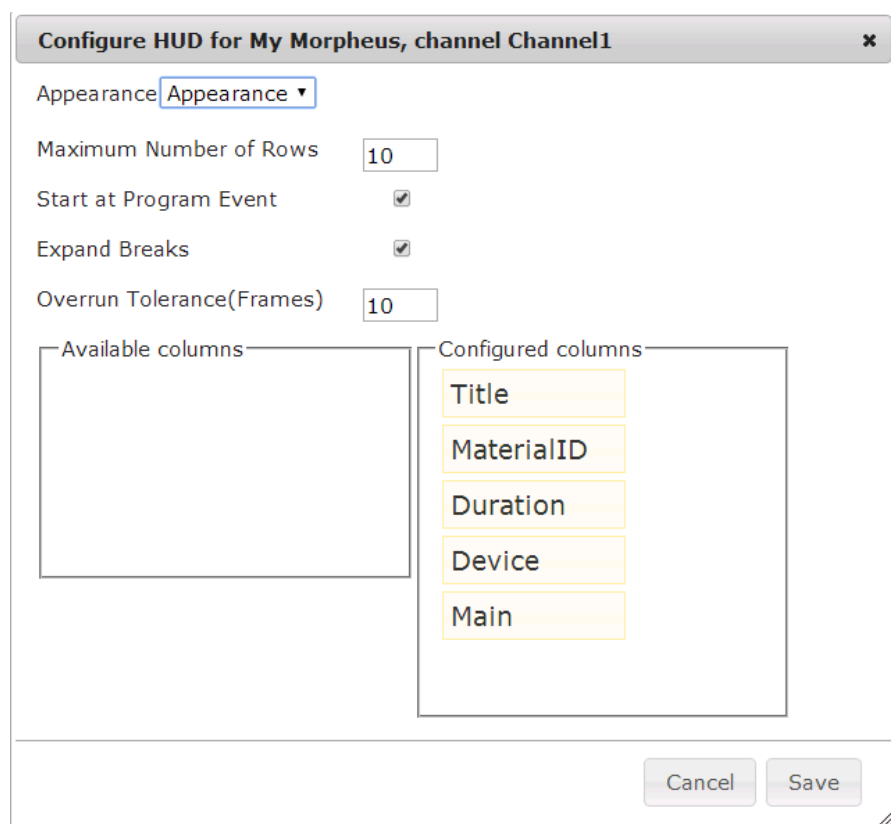 Configure HUD for My Morpheus, channel Channel1
Appearance Appearance
Maximum Number of Rows 10
Start at Program Event
Expand Breaks
Overrun Tolerance(Frames) 10
Available columns
Configured columns
Title
MaterialID
Duration
Device
Main
Cancel Save